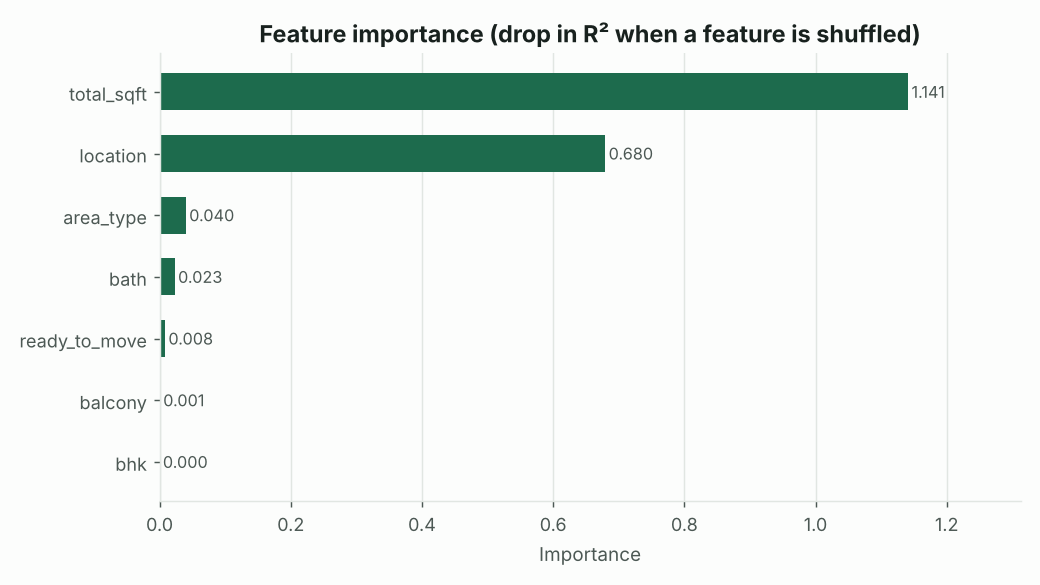 Feature importance (drop in R² when a feature is shuffled)
total_sqft 1.141
location 0.680
area_type 0.040
bath 0.023
ready_to_move 0.008
balcony 0.001
bhk 0.000
0.0 0.2 0.4 0.6 0.8 1.0 1.2
Importance